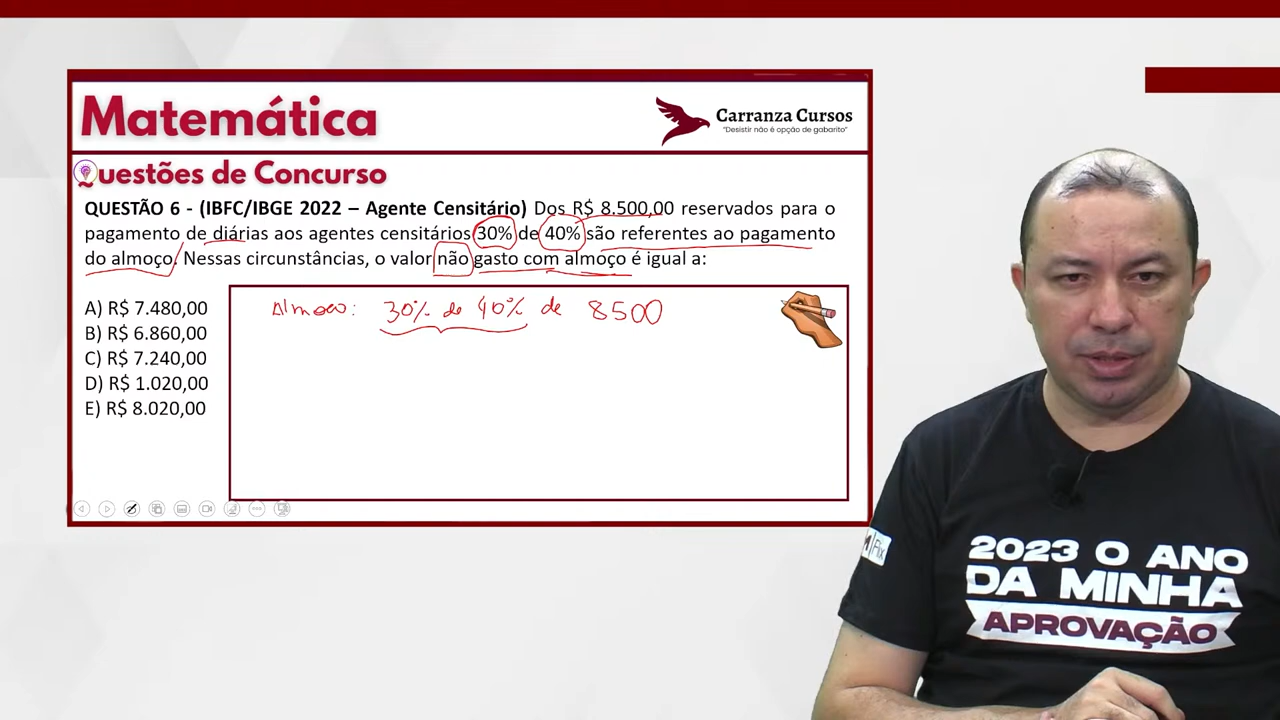 Matemática
Carranza Cursos
"Desistir não é opção de gabarito"
Questões de Concurso
QUESTÃO 6 - (IBFC/IBGE 2022 – Agente Censitário) Dos R$ 8.500,00 reservados para o
pagamento de diárias aos agentes censitários 30% de 40% são referentes ao pagamento
do almoço. Nessas circunstâncias, o valor não gasto com almoço é igual a:
A) R$ 7.480,00
B) R$ 6.860,00
C) R$ 7.240,00
D) R$ 1.020,00
E) R$ 8.020,00
Almoço: 30% de 40% de 8500
2023 O ANO
DA MINHA
APROVAÇÃO